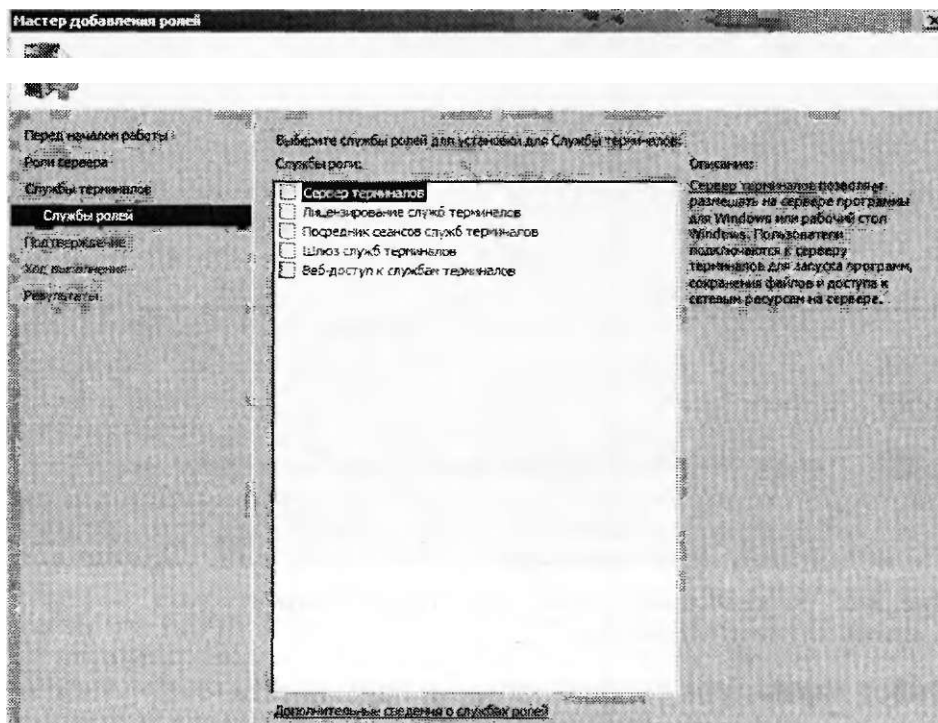 Мастер добавления ролей
Перед началом работы
Роли сервера
Службы терминалов
Службы ролей
Подтверждение
Ход выполнения
Результаты
Выберите службы ролей для установки для Службы терминалов:
Службы роли:
Сервер терминалов
Лицензирование служб терминалов
Посредник сеансов служб терминалов
Шлюз служб терминалов
Веб-доступ к службам терминалов
Дополнительные сведения о службах ролей
Описание:
Сервер терминалов позволяет
размещать на сервере программы
для Windows или рабочий стол
Windows. Пользователи
подключаются к серверу
терминалов для запуска программ,
сохранения файлов и доступа к
сетевым ресурсам на сервере.